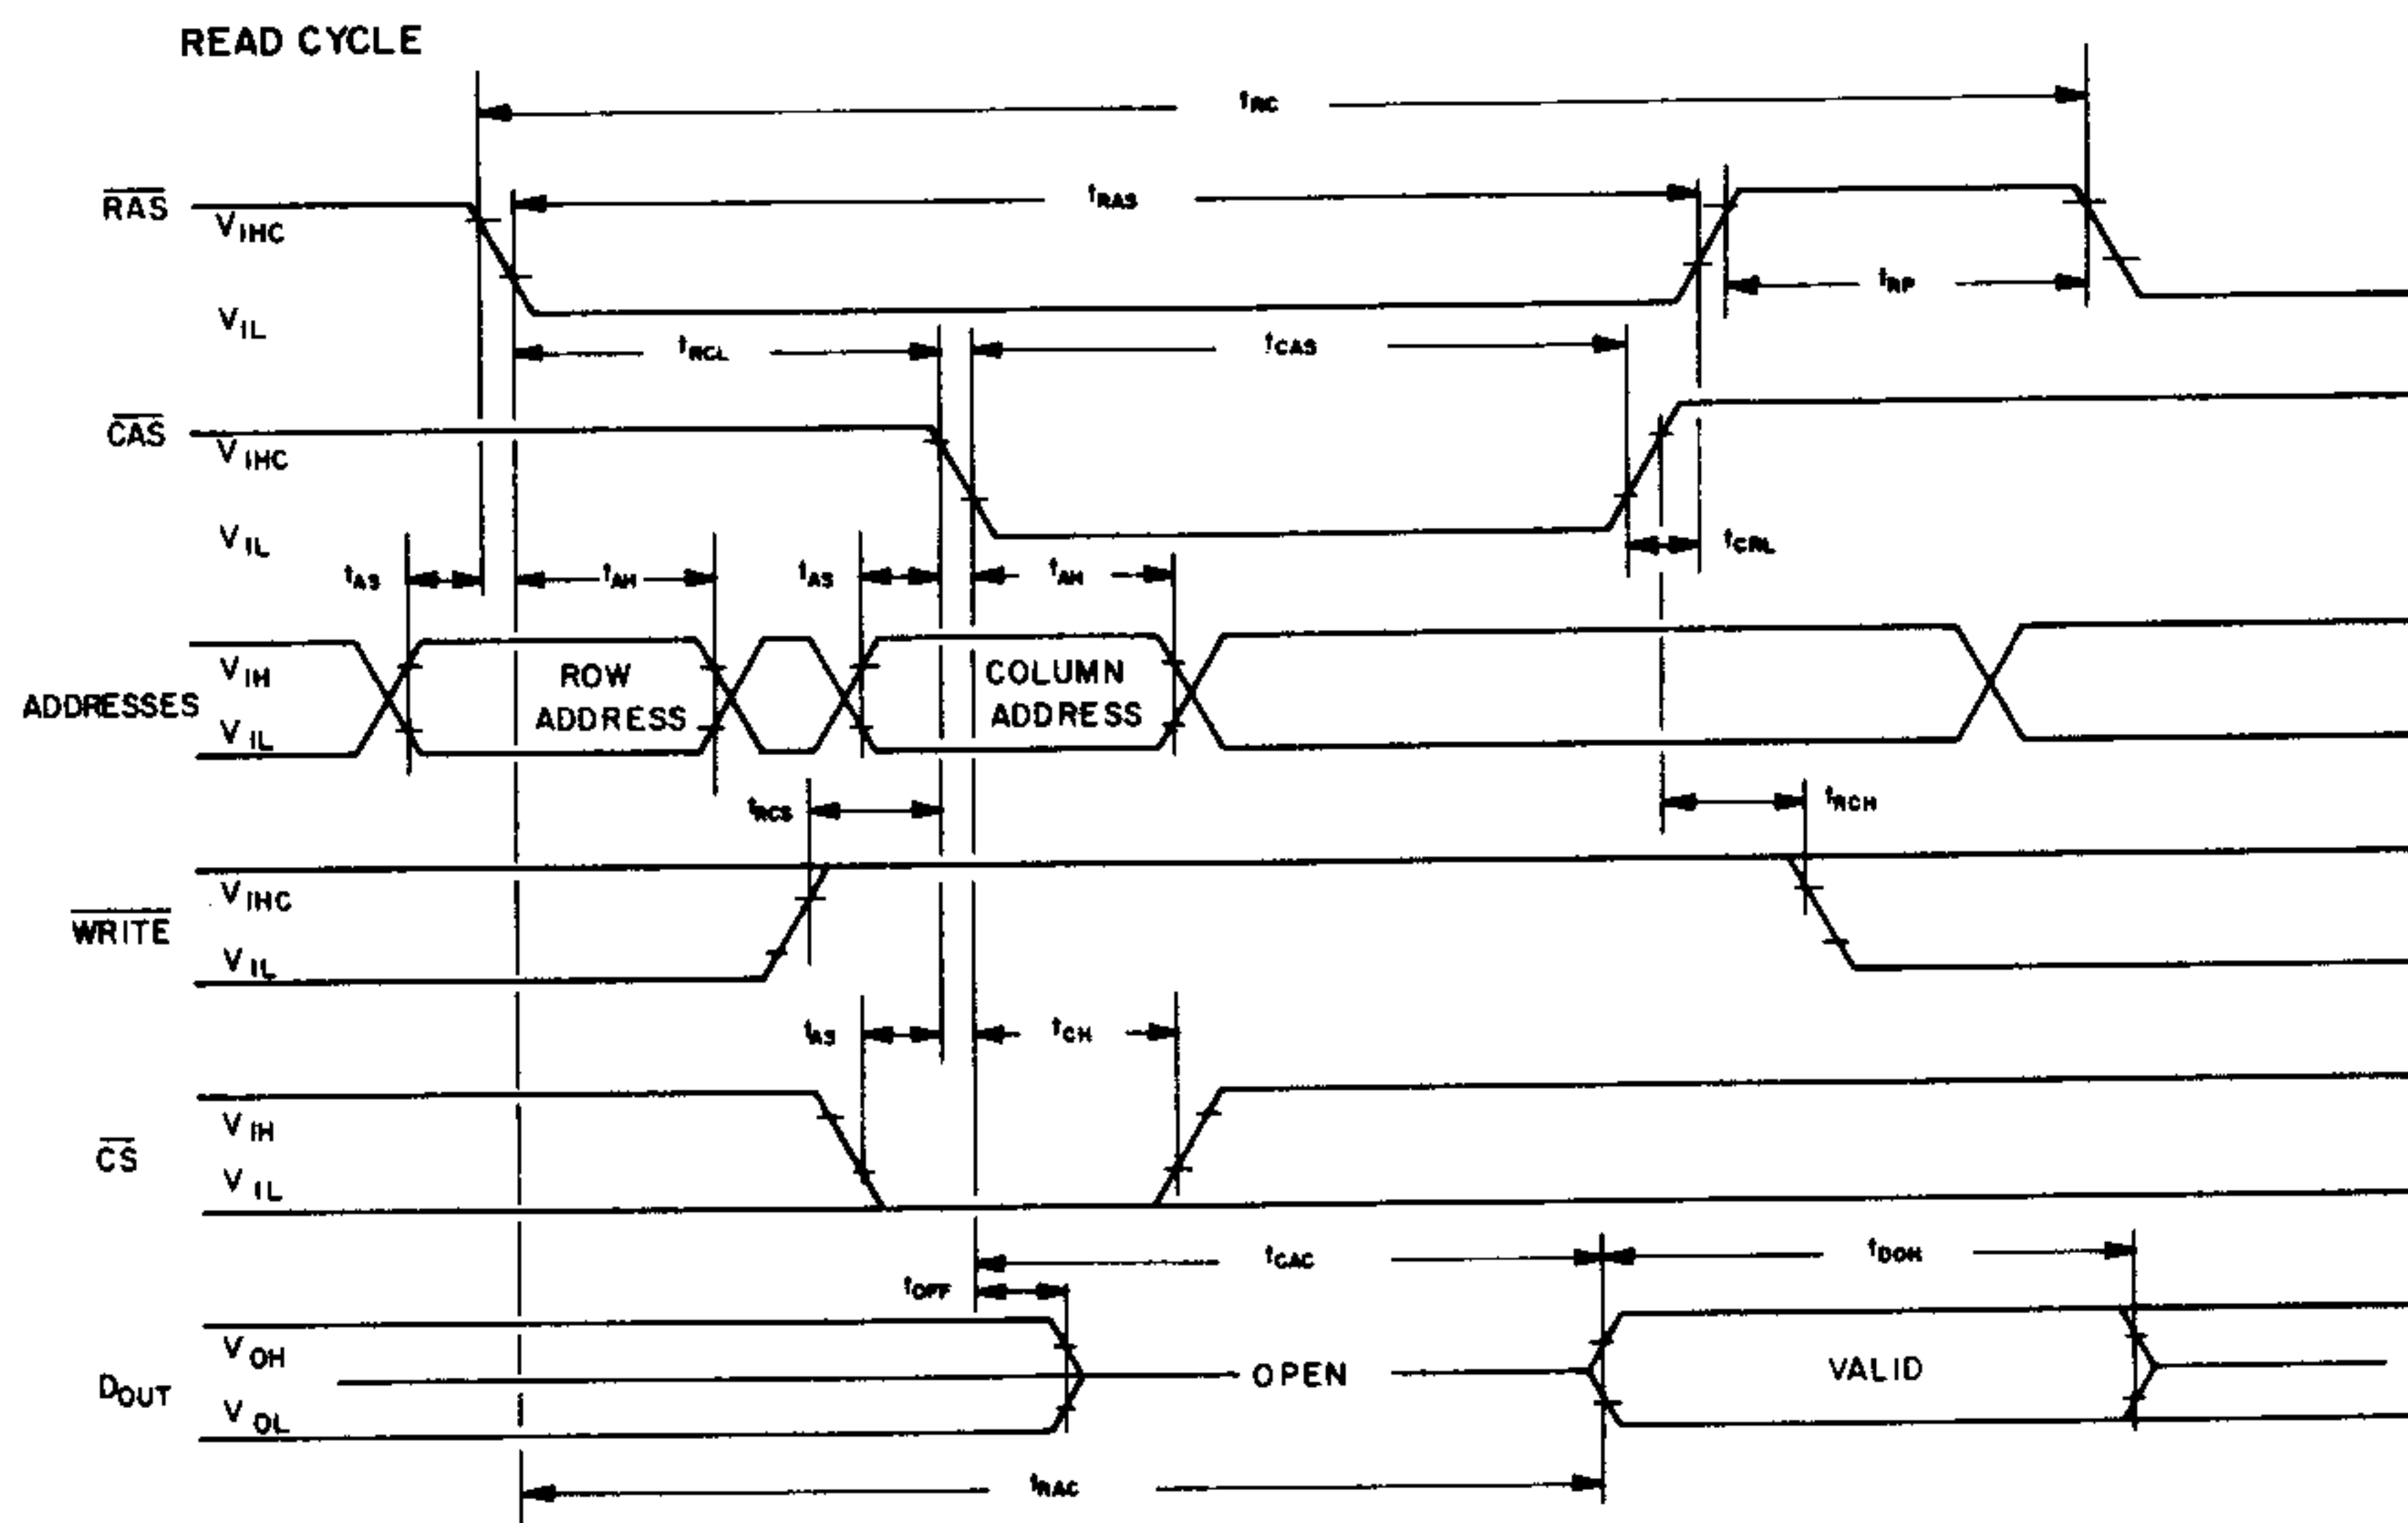 READ CYCLE
tRC
RAS
VIHC
tRAS
VIL
tRP
tRCL
tCAS
CAS
VIHC
VIL
tCRL
tAS
tAH
tAS
tAH
ADDRESSES
VIH
VIL
ROW
ADDRESS
COLUMN
ADDRESS
tRCS
tRCH
WRITE
VIHC
VIL
tAS
tCH
CS
VIH
VIL
tCAC
tDOH
tOFF
DOUT
VOH
VOL
OPEN
VALID
tRAC